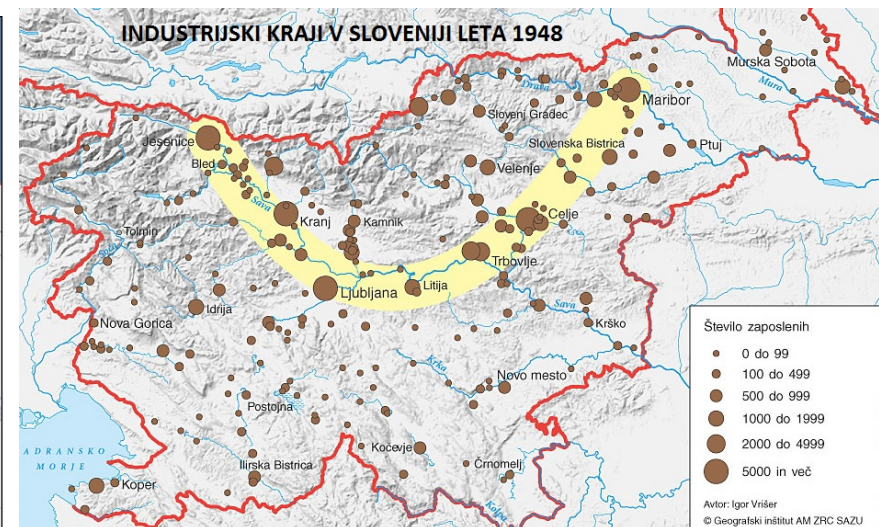 INDUSTRIJSKI KRAJI V SLOVENIJI LETA 1948
Murska Sobota
Mura
Drava
Maribor
Slovenj Gradec
Jesenice
Slovenska Bistrica
Ptuj
Bled
Velenje
Sava
Kranj
Kamnik
Celje
Tolmin
Trbovlje
Ljubljana
Litija
Idrija
Sava
Nova Gorica
Krško
Krka
Novo mesto
Postojna
Kočevje
ADRANSKO
MORJE
Ilirska Bistrica
Črnomelj
Koper
Kolpa
Število zaposlenih
0 do 99
100 do 499
500 do 999
1000 do 1999
2000 do 4999
5000 in več
Avtor: Igor Vrišer
© Geografski inštitut AM ZRC SAZU